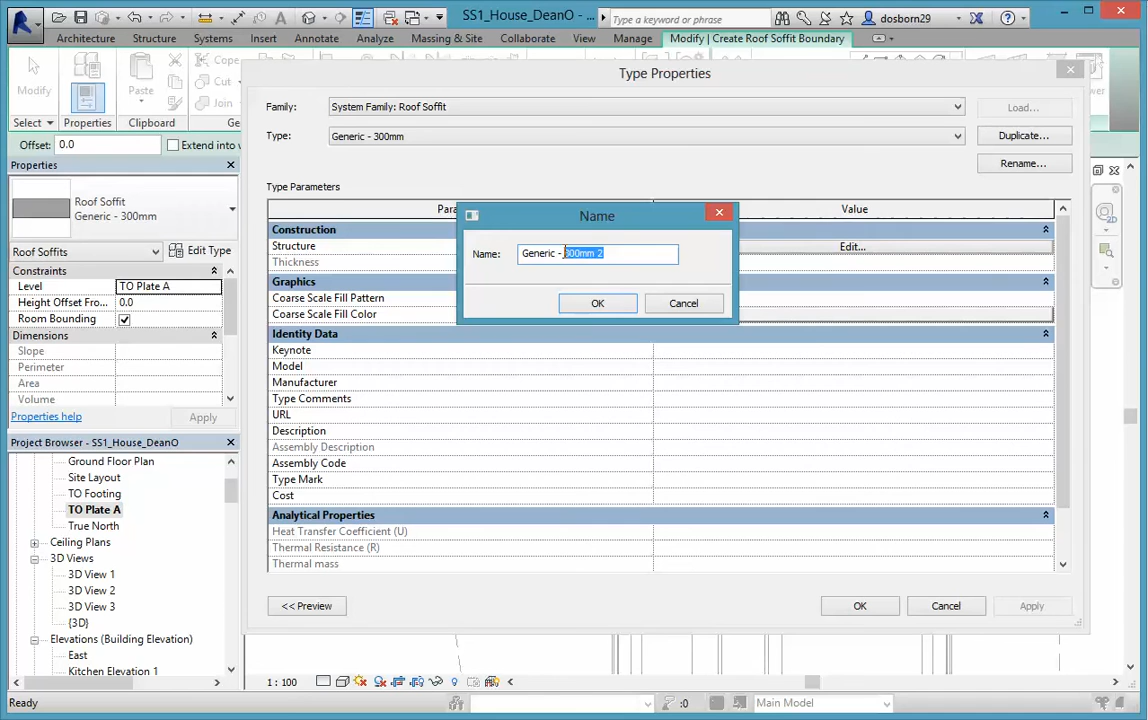 SS1_House_DeanO - ...
Type a keyword or phrase
dosborn29
Architecture Structure Systems Insert Annotate Analyze Massing & Site Collaborate View Manage Modify | Create Roof Soffit Boundary
Modify
Paste
Cope
Cut
Join
Select Properties Clipboard
Offset: 0.0 Extend into
Properties
Roof Soffit
Generic - 300mm
Roof Soffits Edit Type
Constraints
Level TO Plate A
Height Offset Fro... 0.0
Room Bounding
Dimensions
Slope
Perimeter
Area
Volume
Properties help Apply
Project Browser - SS1_House_DeanO
Ground Floor Plan
Site Layout
TO Footing
TO Plate A
True North
Ceiling Plans
3D Views
3D View 1
3D View 2
3D View 3
{3D}
Elevations (Building Elevation)
East
Kitchen Elevation 1
Type Properties
Family: System Family: Roof Soffit Load...
Type: Generic - 300mm Duplicate...
Rename...
Type Parameters
Value
Construction
Structure Edit...
Thickness
Graphics
Coarse Scale Fill Pattern
Coarse Scale Fill Color
Identity Data
Keynote
Model
Manufacturer
Type Comments
URL
Description
Assembly Description
Assembly Code
Type Mark
Cost
Analytical Properties
Heat Transfer Coefficient (U)
Thermal Resistance (R)
Thermal mass
<< Preview OK Cancel Apply
Name
Name: Generic - 300mm 2
OK Cancel
1 : 100
Ready :0 Main Model